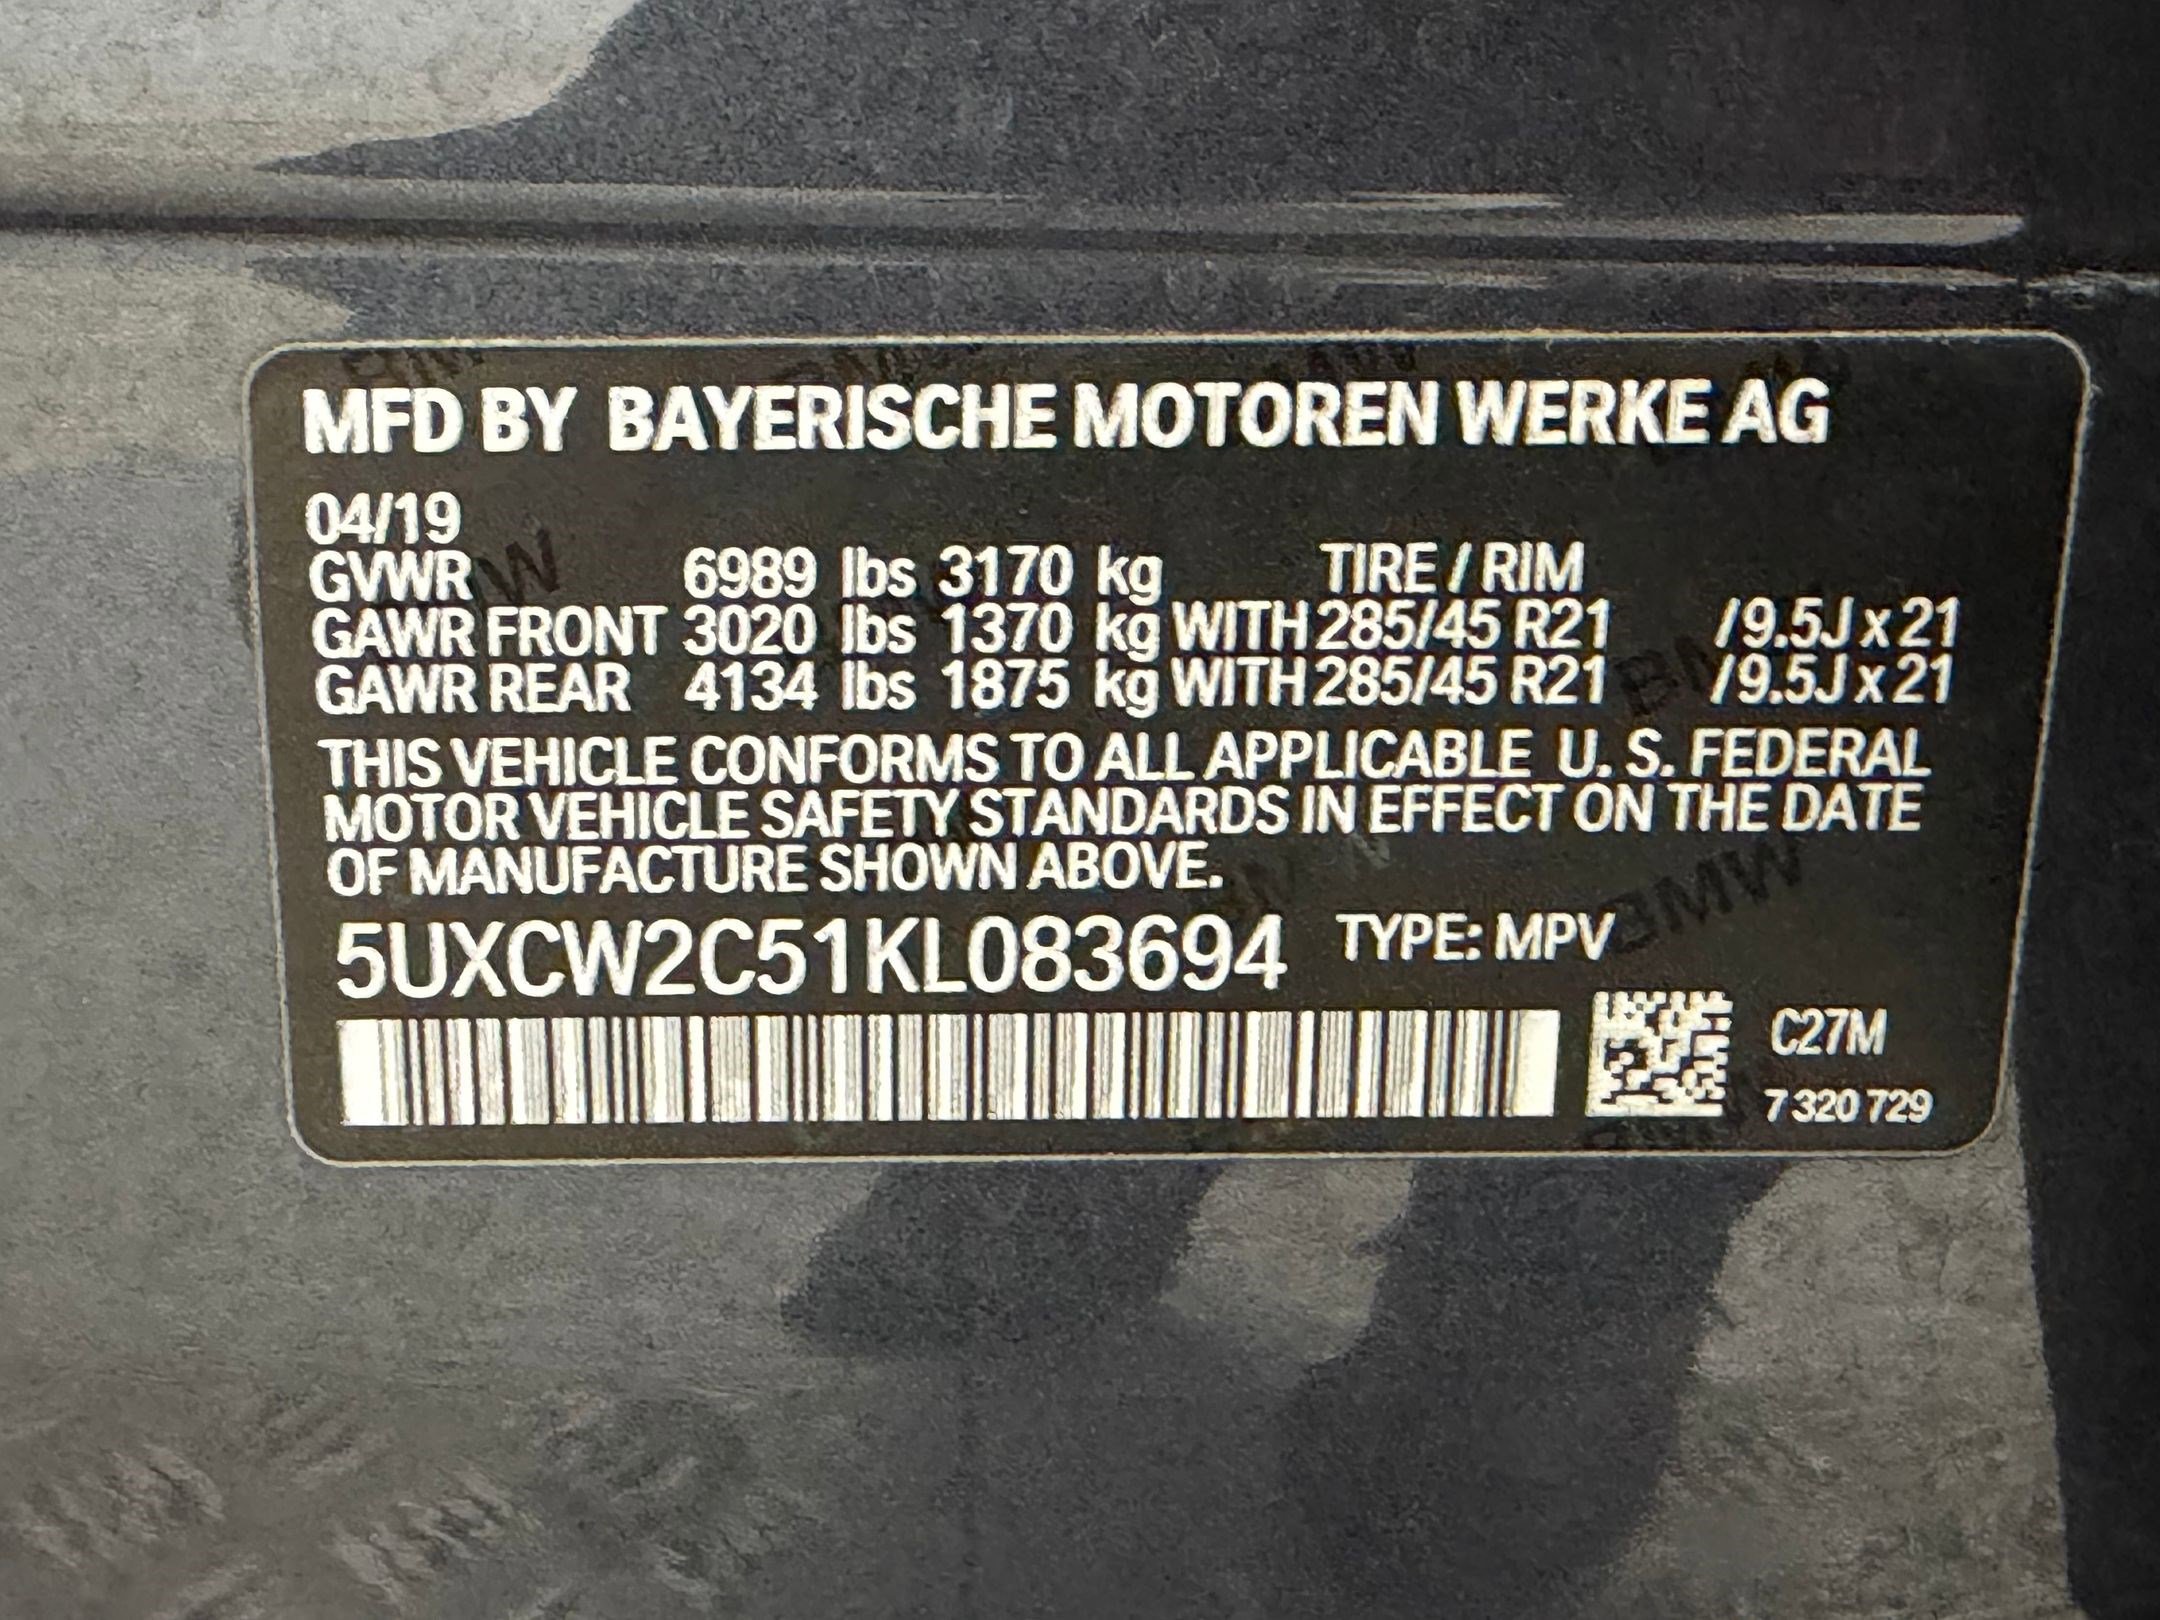 MFD BY BAYERISCHE MOTOREN WERKE AG
04/19
GVWR 6989 lbs 3170 kg TIRE / RIM
GAWR FRONT 3020 lbs 1370 kg WITH 285/45 R21 /9.5J x 21
GAWR REAR 4134 lbs 1875 kg WITH 285/45 R21 /9.5J x 21
THIS VEHICLE CONFORMS TO ALL APPLICABLE U. S. FEDERAL
MOTOR VEHICLE SAFETY STANDARDS IN EFFECT ON THE DATE
OF MANUFACTURE SHOWN ABOVE.
5UXCW2C51KL083694 TYPE: MPV
C27M
7 320 729
BMW